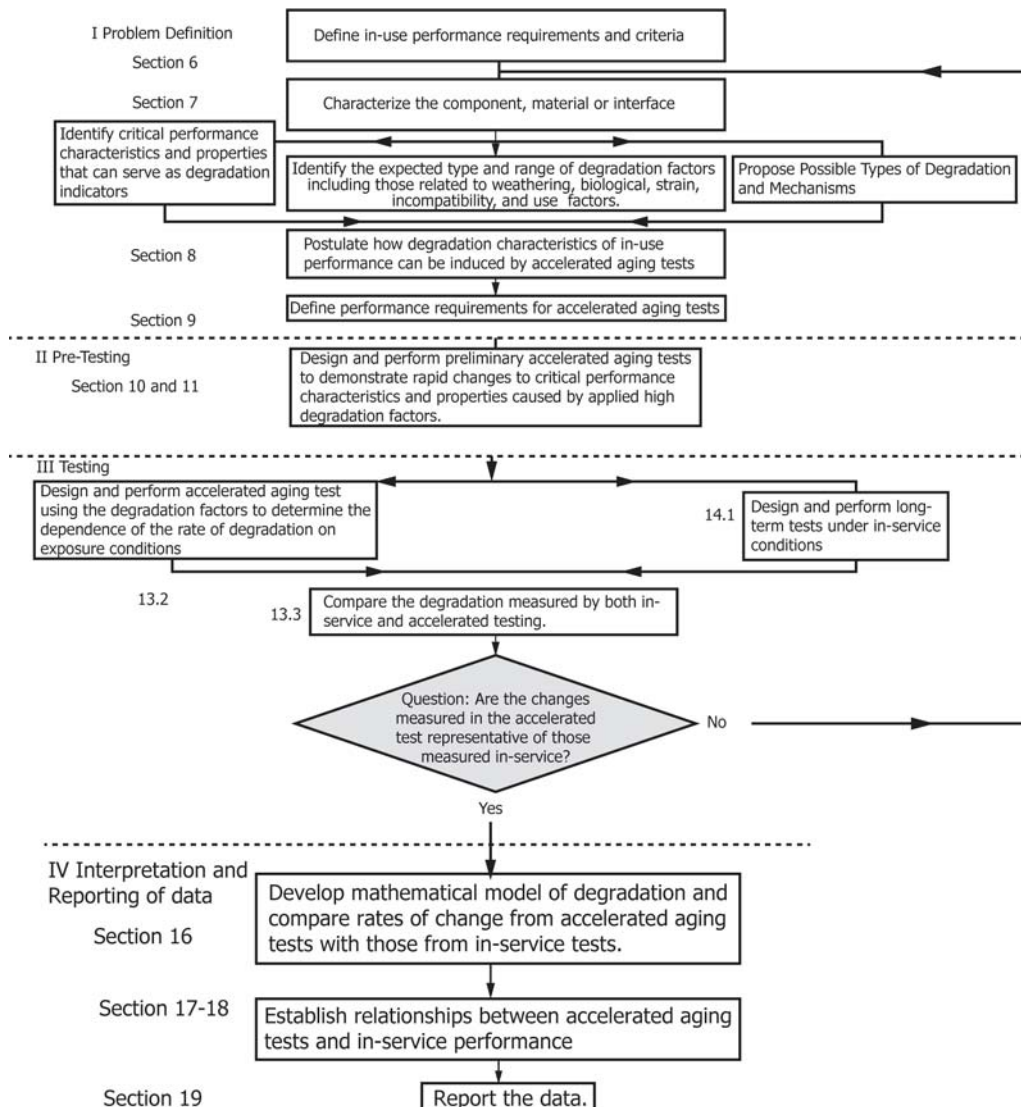 I Problem Definition
Define in-use performance requirements and criteria
Section 6
Section 7
Characterize the component, material or interface
Identify critical performance
characteristics and properties
that can serve as degradation
indicators
Identify the expected type and range of degradation factors
including those related to weathering, biological, strain,
incompatibility, and use factors.
Propose Possible Types of Degradation
and Mechanisms
Section 8
Postulate how degradation characteristics of in-use
performance can be induced by accelerated aging tests
Section 9
Define performance requirements for accelerated aging tests
II Pre-Testing
Section 10 and 11
Design and perform preliminary accelerated aging tests
to demonstrate rapid changes to critical performance
characteristics and properties caused by applied high
degradation factors.
III Testing
Design and perform accelerated aging test
using the degradation factors to determine the
dependence of the rate of degradation on
exposure conditions
14.1
Design and perform long-
term tests under in-service
conditions
13.2
13.3
Compare the degradation measured by both in-
service and accelerated testing.
Question: Are the changes
measured in the accelerated
test representative of those
measured in-service?
No
Yes
IV Interpretation and
Reporting of data
Section 16
Develop mathematical model of degradation and
compare rates of change from accelerated aging
tests with those from in-service tests.
Section 17-18
Establish relationships between accelerated aging
tests and in-service performance
Section 19
Report the data.